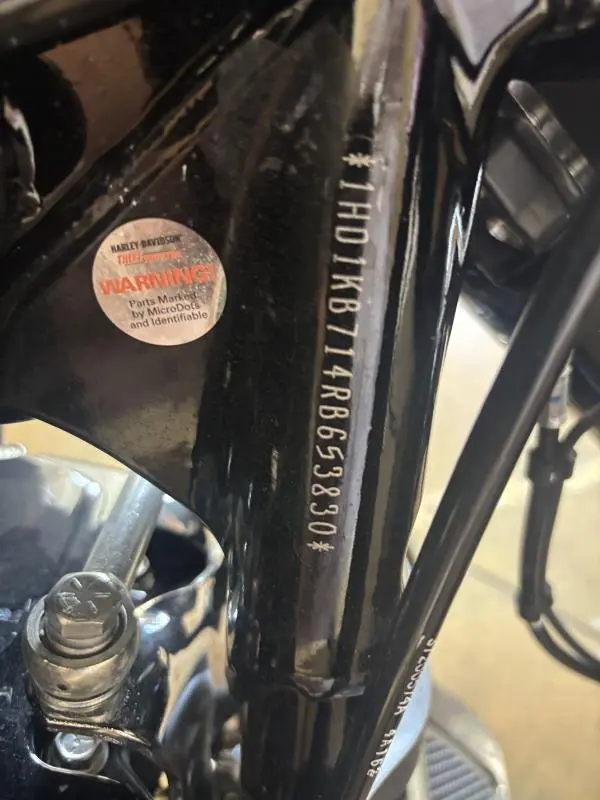 HARLEY-DAVIDSON
WARNING!
Parts Marked
by MicroDots
and Identifiable
*1HD1KB714RB653830*